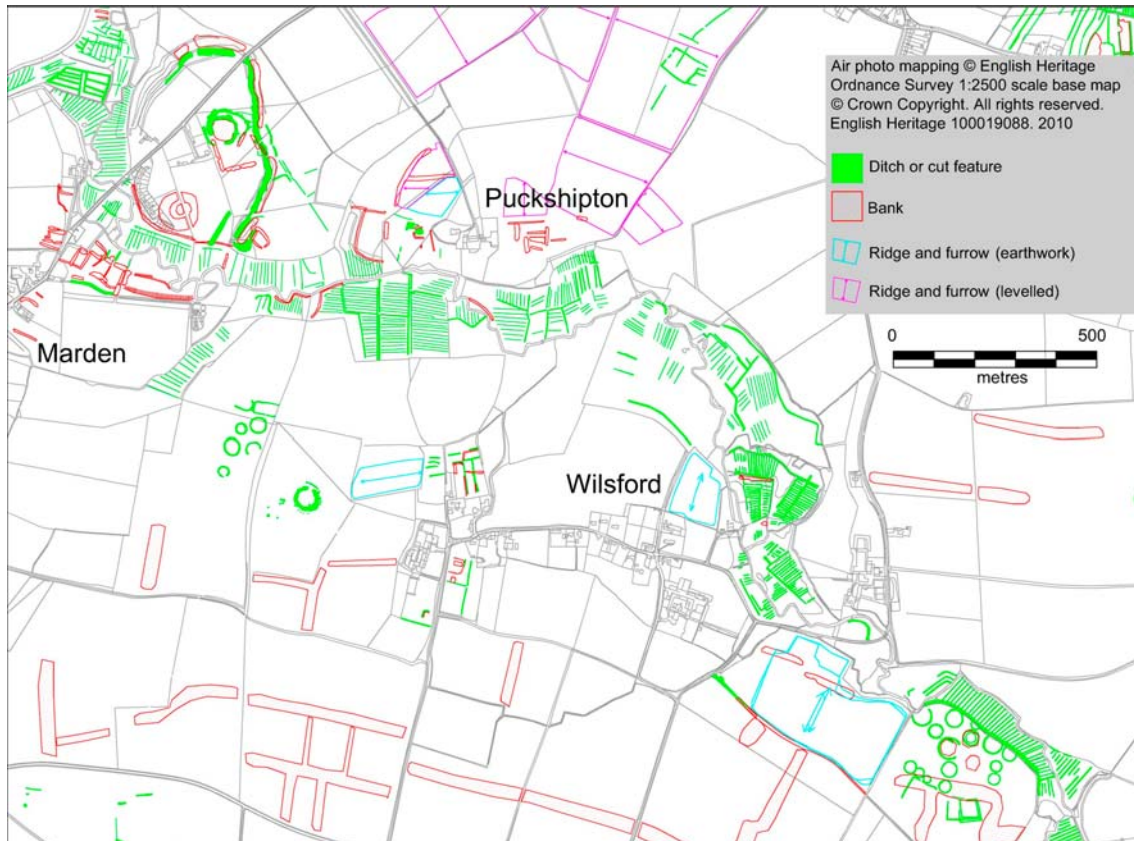 Air photo mapping © English Heritage
Ordnance Survey 1:2500 scale base map
© Crown Copyright. All rights reserved.
English Heritage 100019088. 2010
Ditch or cut feature
Bank
Ridge and furrow (earthwork)
Ridge and furrow (levelled)
0 500
metres
Puckshipton
Marden
Wilsford